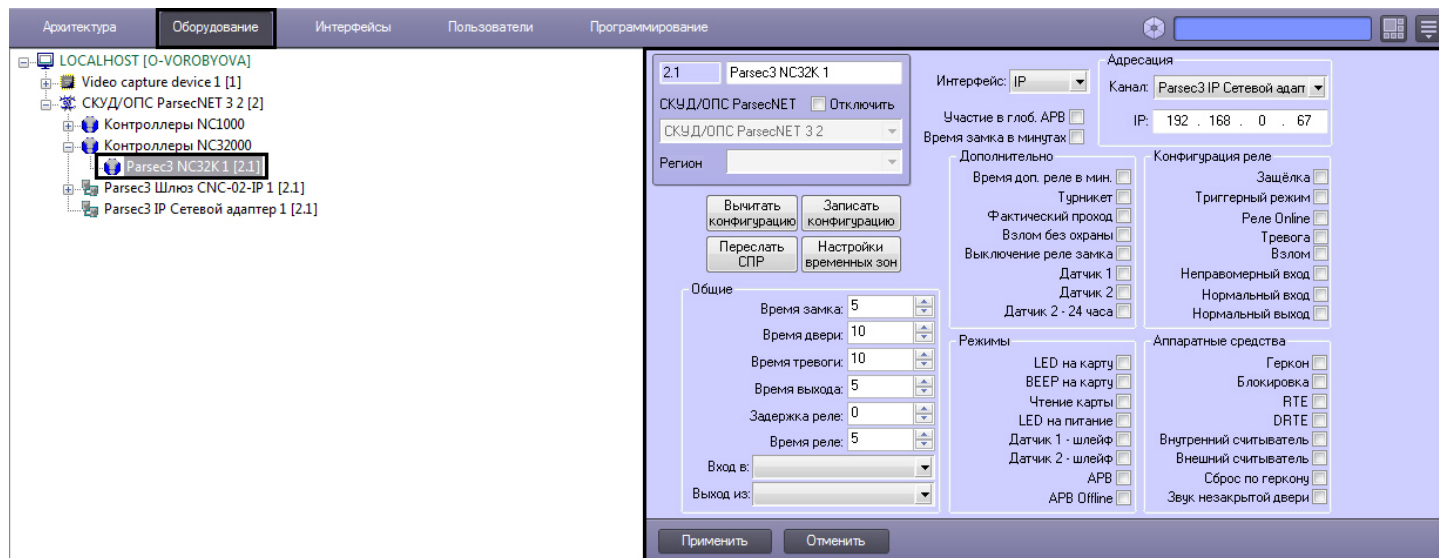 Архитектура Оборудование Интерфейсы Пользователи Программирование
LOCALHOST [O-VOROBYOVA]
Video capture device 1 [1]
СКУД/ОПС ParsecNET 3 2 [2]
Контроллеры NC1000
Контроллеры NC32000
Parsec3 NC32K 1 [2.1]
Parsec3 Шлюз CNC-02-IP 1 [2.1]
Parsec3 IP Сетевой адаптер 1 [2.1]
2.1 Parsec3 NC32K 1
СКУД/ОПС ParsecNET Отключить
СКУД/ОПС ParsecNET 3 2
Регион
Вычитать конфигурацию
Записать конфигурацию
Переслать СПР
Настройки временных зон
Общие
Время замка: 5
Время двери: 10
Время тревоги: 10
Время выхода: 5
Задержка реле: 0
Время реле: 5
Вход в:
Выход из:
Интерфейс: IP
Участие в глоб. APB
Время замка в минутах
Адресация
Канал: Parsec3 IP Сетевой адап
IP: 192 . 168 . 0 . 67
Дополнительно
Время доп. реле в мин.
Турникет
Фактический проход
Взлом без охраны
Выключение реле замка
Датчик 1
Датчик 2
Датчик 2 - 24 часа
Конфигурация реле
Защёлка
Триггерный режим
Реле Online
Тревога
Взлом
Неправомерный вход
Нормальный вход
Нормальный выход
Режимы
LED на карту
BEEP на карту
Чтение карты
LED на питание
Датчик 1 - шлейф
Датчик 2 - шлейф
APB
APB Offline
Аппаратные средства
Геркон
Блокировка
RTE
DRTE
Внутренний считыватель
Внешний считыватель
Сброс по геркону
Звук незакрытой двери
Применить Отменить